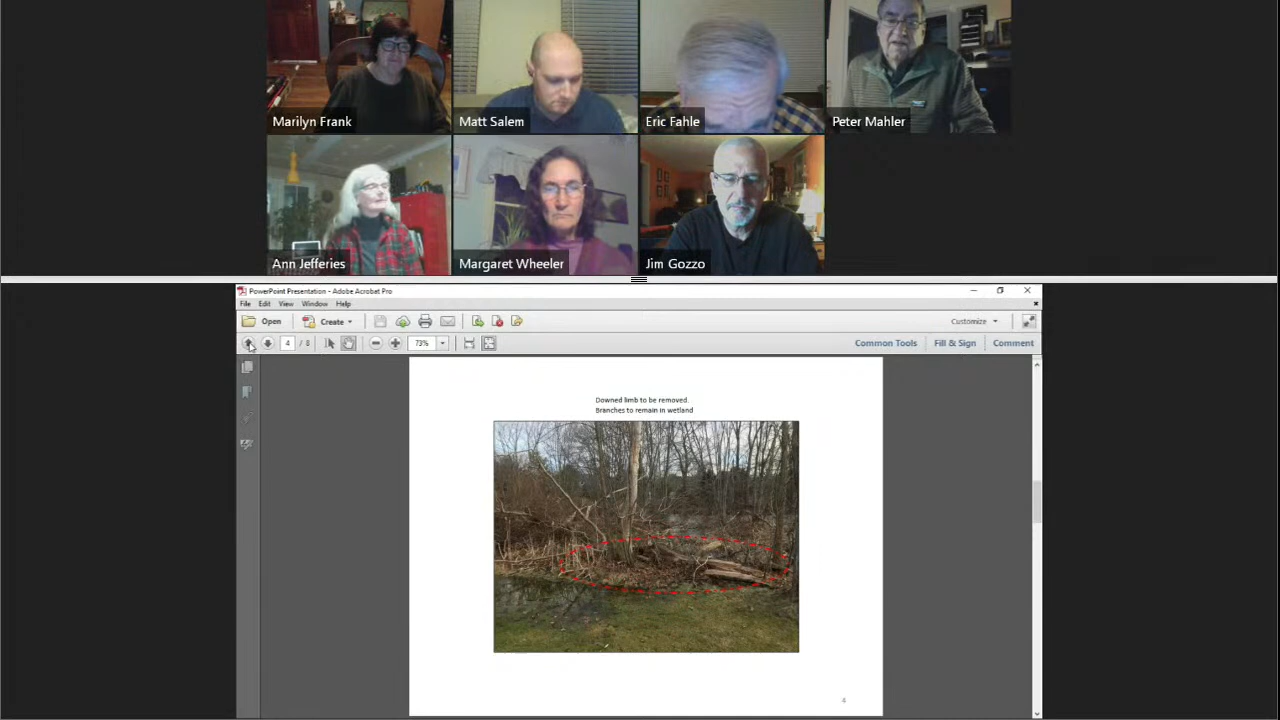 Marilyn Frank
Matt Salem
Eric Fahle
Peter Mahler
Ann Jefferies
Margaret Wheeler
Jim Gozzo
PowerPoint Presentation - Adobe Acrobat Pro
File Edit View Window Help
Open Create Customize
4 / 8 73% Common Tools Fill & Sign Comment
Downed limb to be removed.
Branches to remain in wetland
4